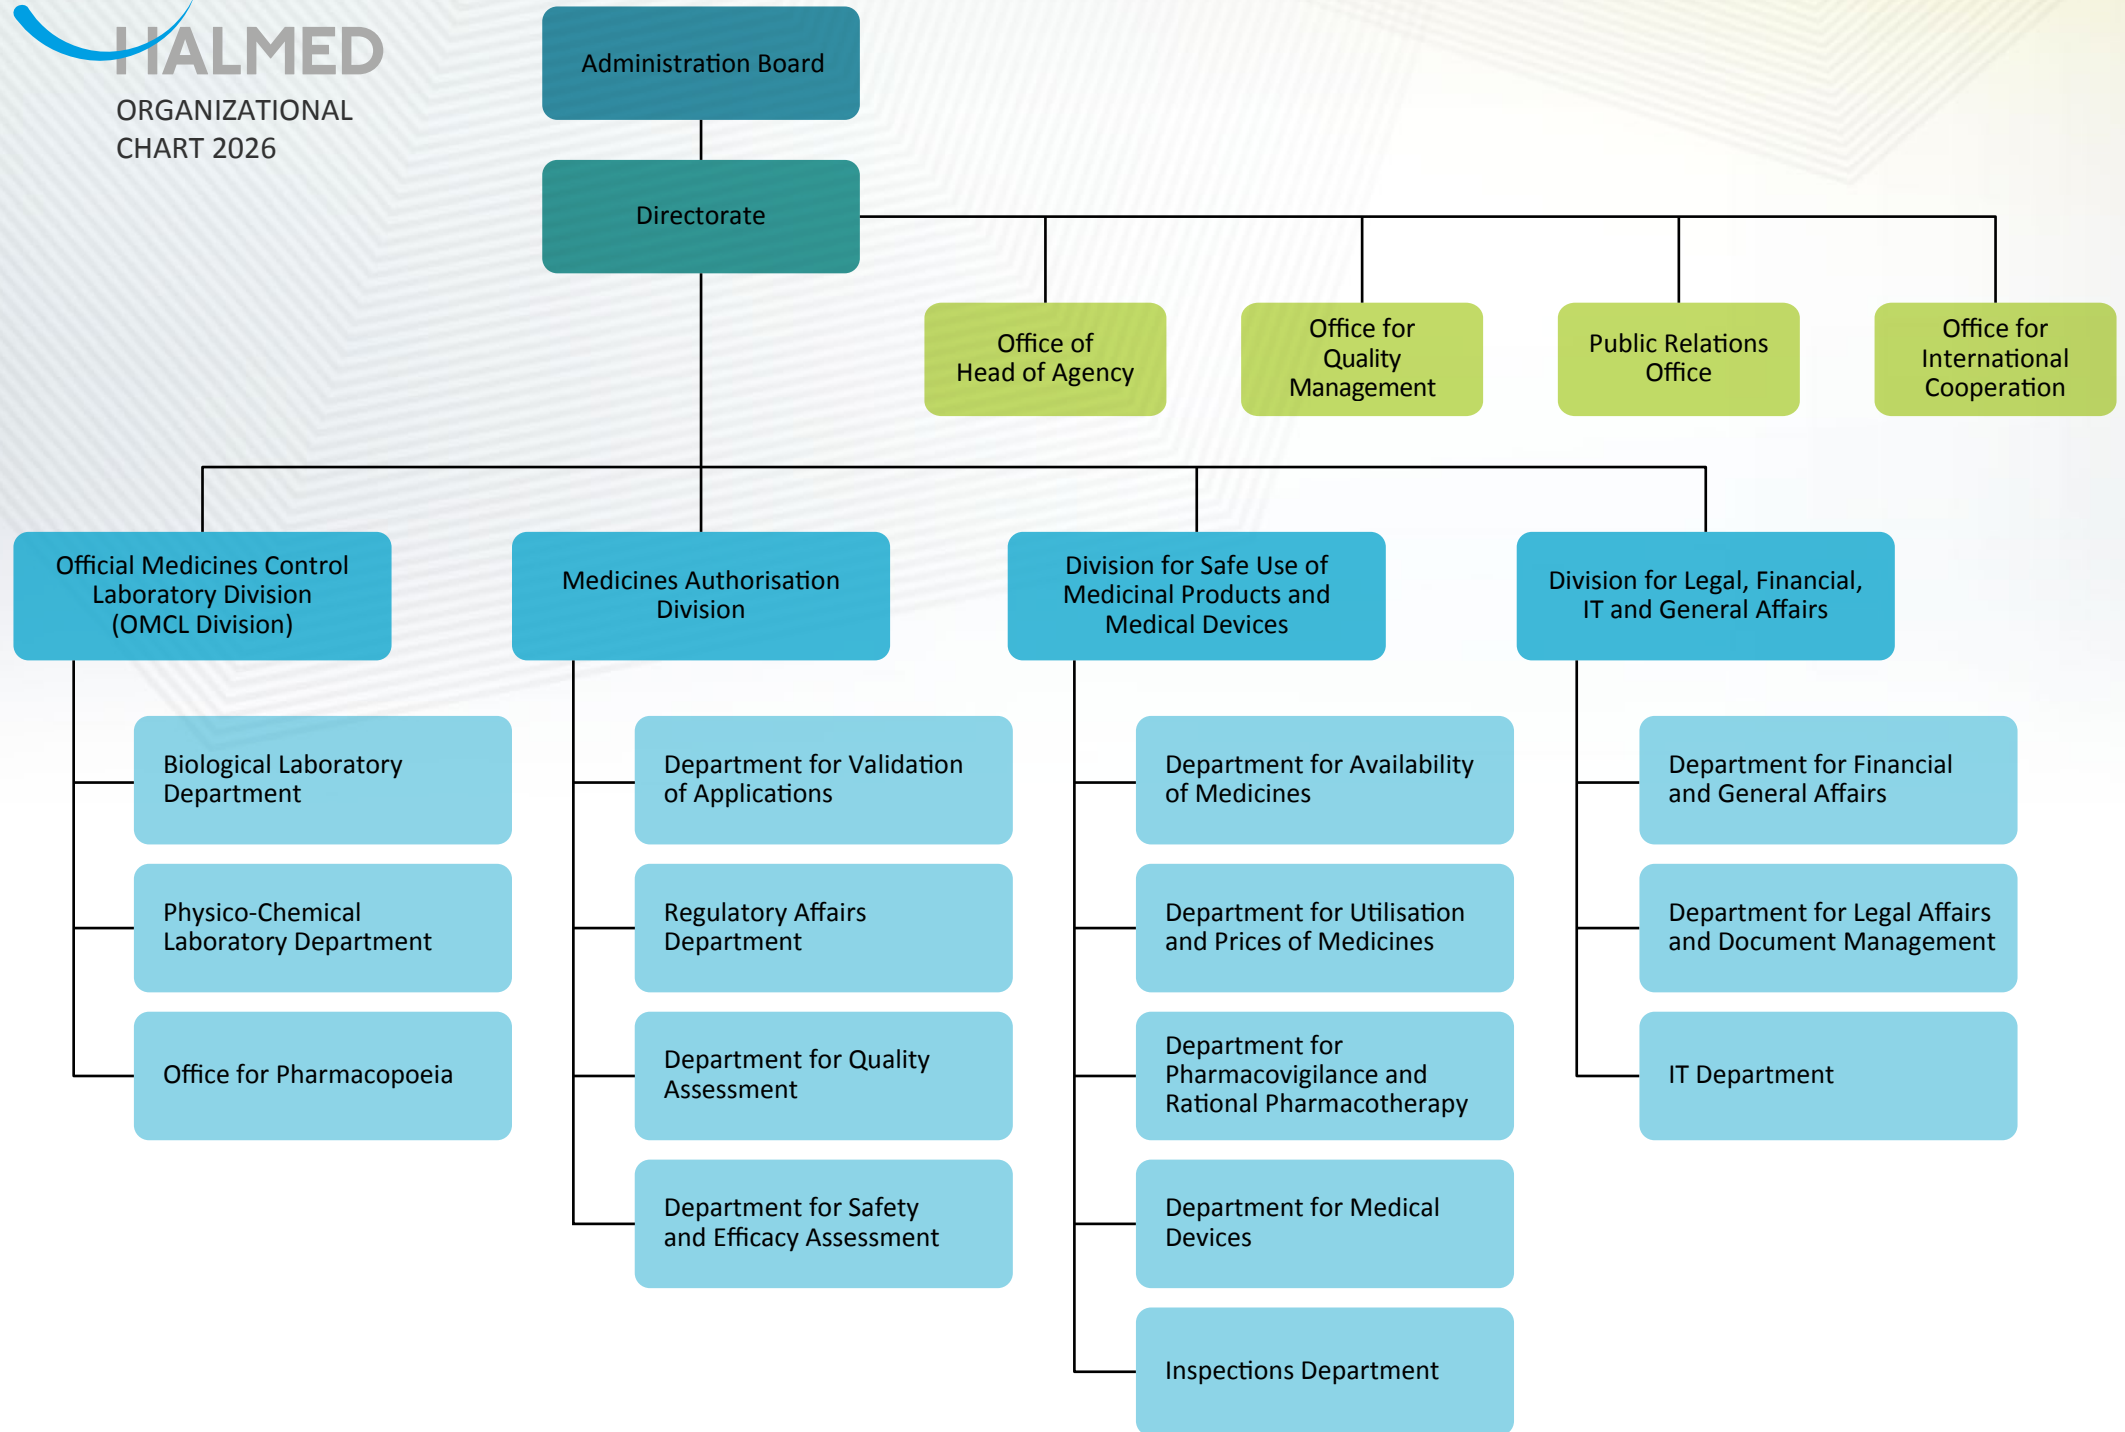 HALMED
ORGANIZATIONAL
CHART 2026
Administration Board
Directorate
Office of
Head of Agency
Office for
Quality
Management
Public Relations
Office
Office for
International
Cooperation
Official Medicines Control
Laboratory Division
(OMCL Division)
Medicines Authorisation
Division
Division for Safe Use of
Medicinal Products and
Medical Devices
Division for Legal, Financial,
IT and General Affairs
Biological Laboratory
Department
Physico-Chemical
Laboratory Department
Office for Pharmacopoeia
Department for Validation
of Applications
Regulatory Affairs
Department
Department for Quality
Assessment
Department for Safety
and Efficacy Assessment
Department for Availability
of Medicines
Department for Utilisation
and Prices of Medicines
Department for
Pharmacovigilance and
Rational Pharmacotherapy
Department for Medical
Devices
Inspections Department
Department for Financial
and General Affairs
Department for Legal Affairs
and Document Management
IT Department